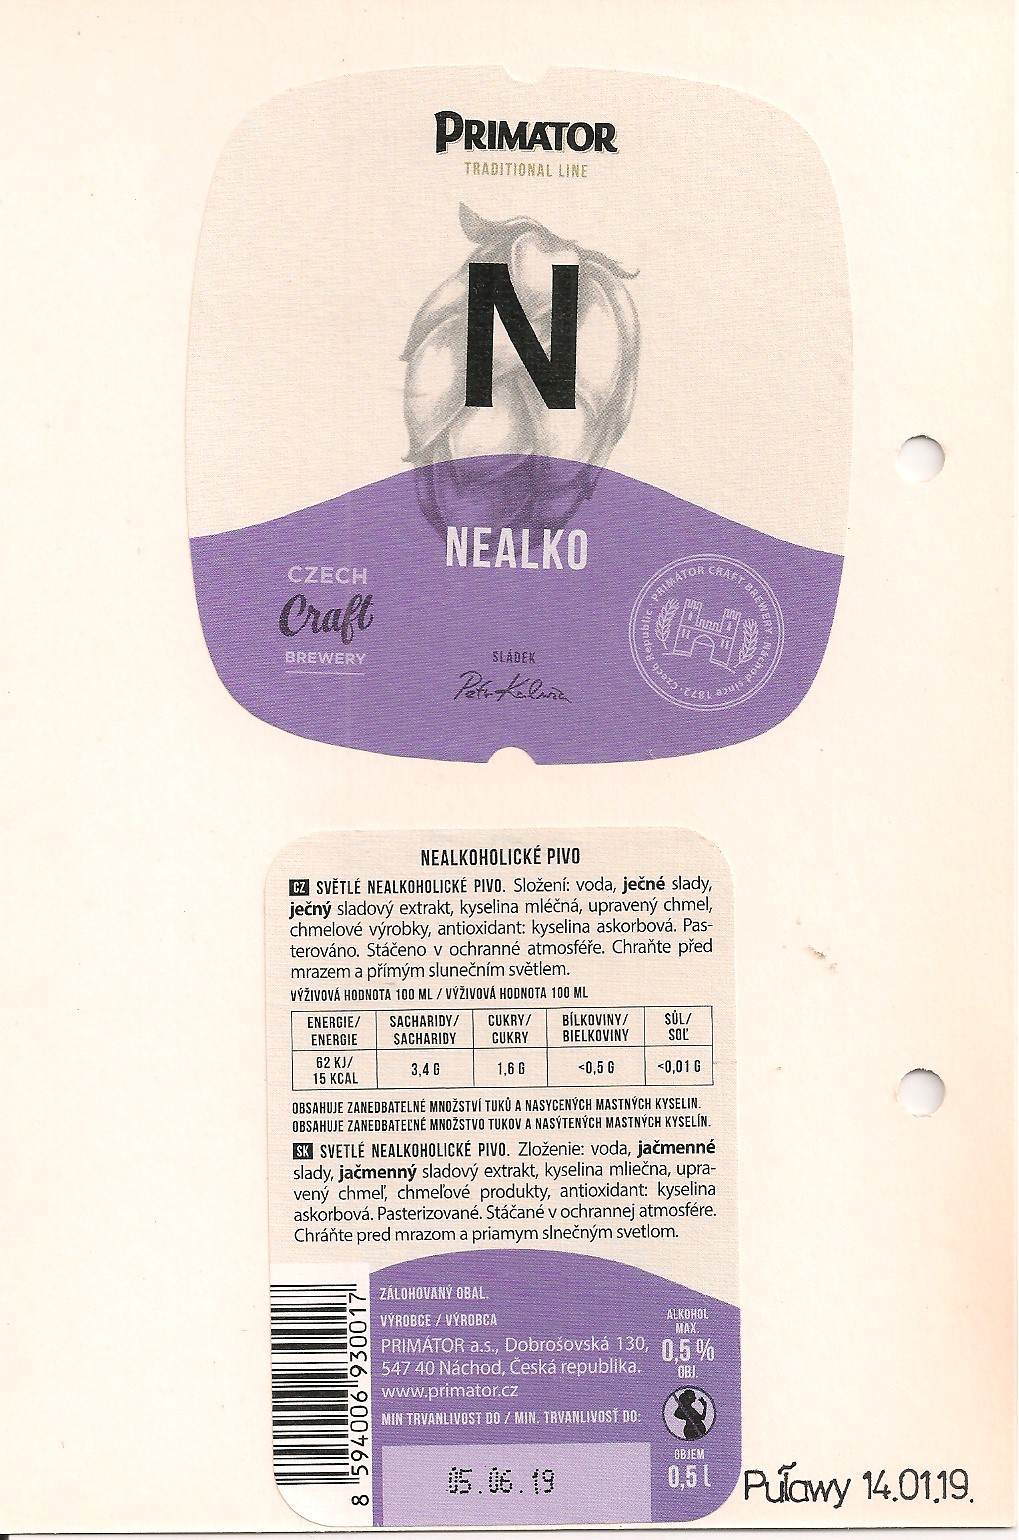 PRIMATOR
TRADITIONAL LINE
N
NEALKO
CZECH
Craft
BREWERY
SLÁDEK
PRIMATOR CRAFT BREWERY Náchod since 1872 · Czech Republic ·
NEALKOHOLICKÉ PIVO
CZ SVĚTLÉ NEALKOHOLICKÉ PIVO. Složení: voda, ječné slady,
ječný sladový extrakt, kyselina mléčná, upravený chmel,
chmelové výrobky, antioxidant: kyselina askorbová. Pas-
terováno. Stáčeno v ochranné atmosféře. Chraňte před
mrazem a přímým slunečním světlem.
VÝŽIVOVÁ HODNOTA 100 ML / VÝŽIVOVÁ HODNOTA 100 ML
ENERGIE/ SACHARIDY/ CUKRY/ BÍLKOVINY/ SŮL/
ENERGIE SACHARIDY CUKRY BIELKOVINY SOĽ
62 KJ/
15 KCAL 3,4 G 1,6 G <0,5 G <0,01 G
OBSAHUJE ZANEDBATELNÉ MNOŽSTVÍ TUKŮ A NASYCENÝCH MASTNÝCH KYSELIN.
OBSAHUJE ZANEDBATEĽNÉ MNOŽSTVO TUKOV A NASÝTENÝCH MASTNÝCH KYSELÍN.
SK SVETLÉ NEALKOHOLICKÉ PIVO. Zloženie: voda, jačmenné
slady, jačmenný sladový extrakt, kyselina mliečna, upra-
vený chmeľ, chmeľové produkty, antioxidant: kyselina
askorbová. Pasterizované. Stáčané v ochrannej atmosfére.
Chráňte pred mrazom a priamym slnečným svetlom.
8 594006 930017
ZÁLOHOVANÝ OBAL.
VÝROBCE / VÝROBCA
PRIMÁTOR a.s., Dobrošovská 130,
547 40 Náchod, Česká republika.
www.primator.cz
MIN TRVANLIVOST DO / MIN. TRVANLIVOSŤ DO:
05.06.19
ALKOHOL
MAX.
0,5 %
OBJ.
OBJEM
0,5 l
Puławy 14.01.19.